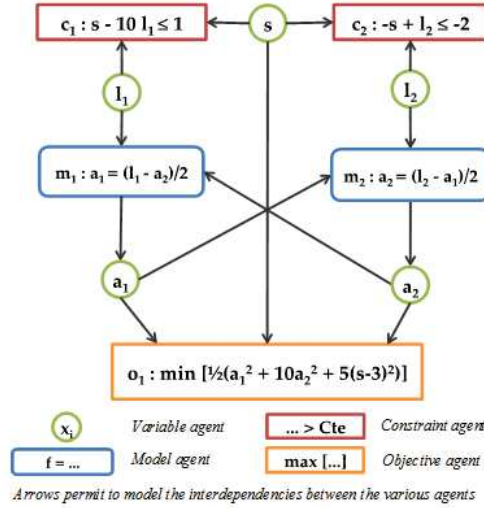 c₁ : s - 10 l₁ ≤ 1
s
c₂ : -s + l₂ ≤ -2
l₁
l₂
m₁ : a₁ = (l₁ - a₂)/2
m₂ : a₂ = (l₂ - a₁)/2
a₁
a₂
o₁ : min [½(a₁² + 10a₂² + 5(s-3)²)]
xᵢ
Variable agent
... > Cte
Constraint agent
f = ...
Model agent
max [...]
Objective agent
Arrows permit to model the interdependencies between the various agents